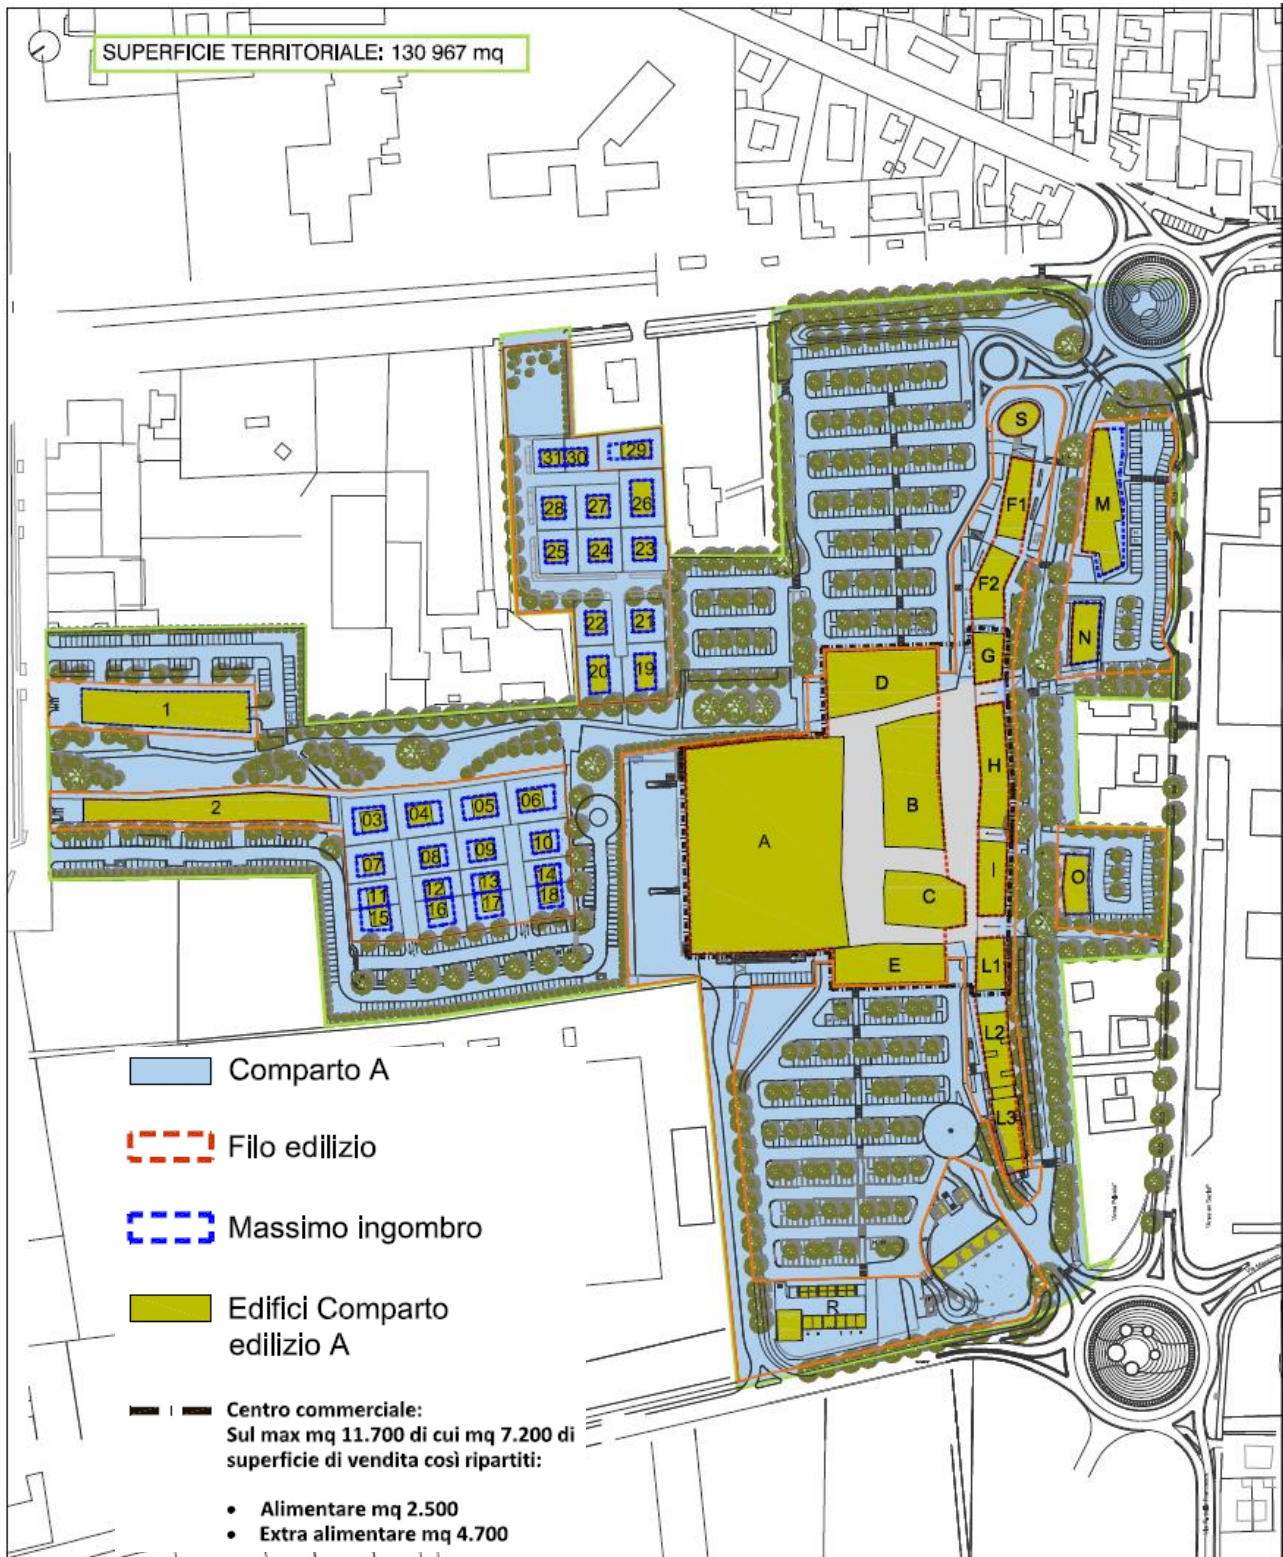 SUPERFICIE TERRITORIALE: 130 967 mq
S
31 30 29
F1 M
28 27 26
25 24 23
F2
22 21
N
G
20 19
D
1
H
2
03 04 05 06
B
A
10
07 08 09
I
O
11 12 13 14
C
15 16 17 18
E L1
L2
L3
R
Comparto A
Filo edilizio
Massimo ingombro
Edifici Comparto
edilizio A
Centro commerciale:
Sul max mq 11.700 di cui mq 7.200 di
superficie di vendita così ripartiti:
• Alimentare mq 2.500
• Extra alimentare mq 4.700